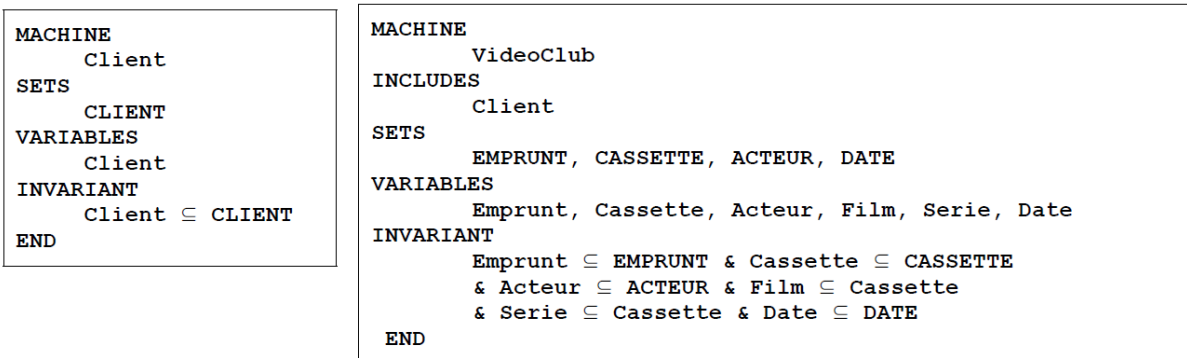 MACHINE
Client
SETS
CLIENT
VARIABLES
Client
INVARIANT
Client ⊆ CLIENT
END
MACHINE
VideoClub
INCLUDES
Client
SETS
EMPRUNT, CASSETTE, ACTEUR, DATE
VARIABLES
Emprunt, Cassette, Acteur, Film, Serie, Date
INVARIANT
Emprunt ⊆ EMPRUNT & Cassette ⊆ CASSETTE
& Acteur ⊆ ACTEUR & Film ⊆ Cassette
& Serie ⊆ Cassette & Date ⊆ DATE
END